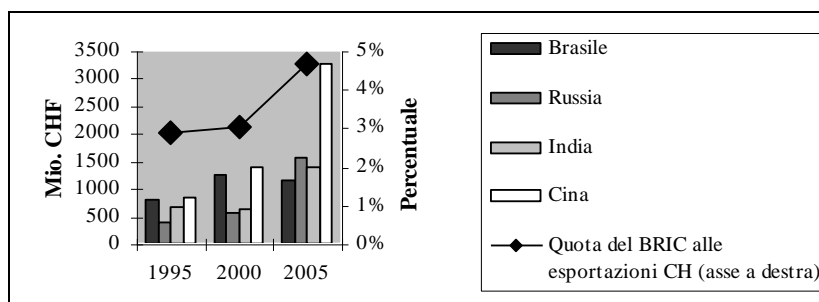 Mio. CHF
3500
3000
2500
2000
1500
1000
500
0
1995 2000 2005
5%
4%
3%
2%
1%
0%
Percentuale
Brasile
Russia
India
Cina
Quota del BRIC alle
esportazioni CH (asse a destra)